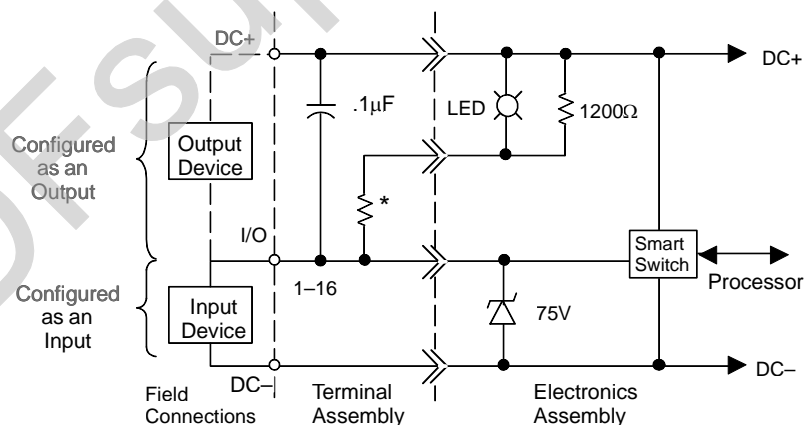 DC+
DC+
.1µF
LED
1200Ω
Configured
as an
Output
Output
Device
*
I/O
1–16
Smart
Switch
Processor
Configured
as an
Input
Input
Device
75V
DC–
DC–
Field
Connections
Terminal
Assembly
Electronics
Assembly